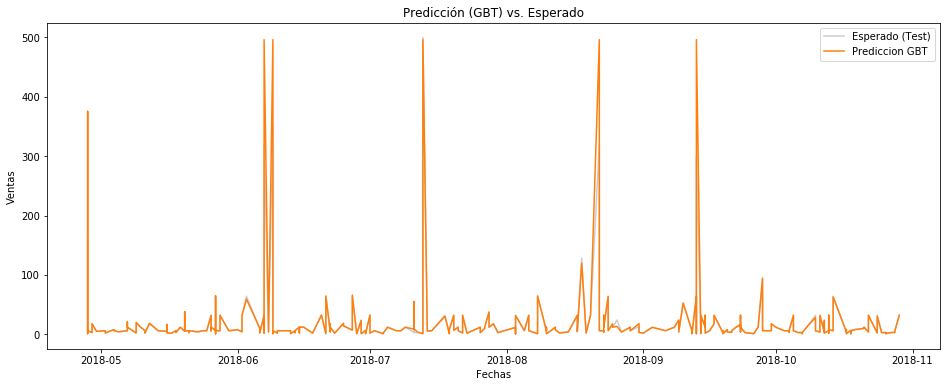 Predicción (GBT) vs. Esperado
Esperado (Test)
Prediccion GBT
500
400
300
200
100
0
Ventas
2018-05
2018-06
2018-07
2018-08
2018-09
2018-10
2018-11
Fechas